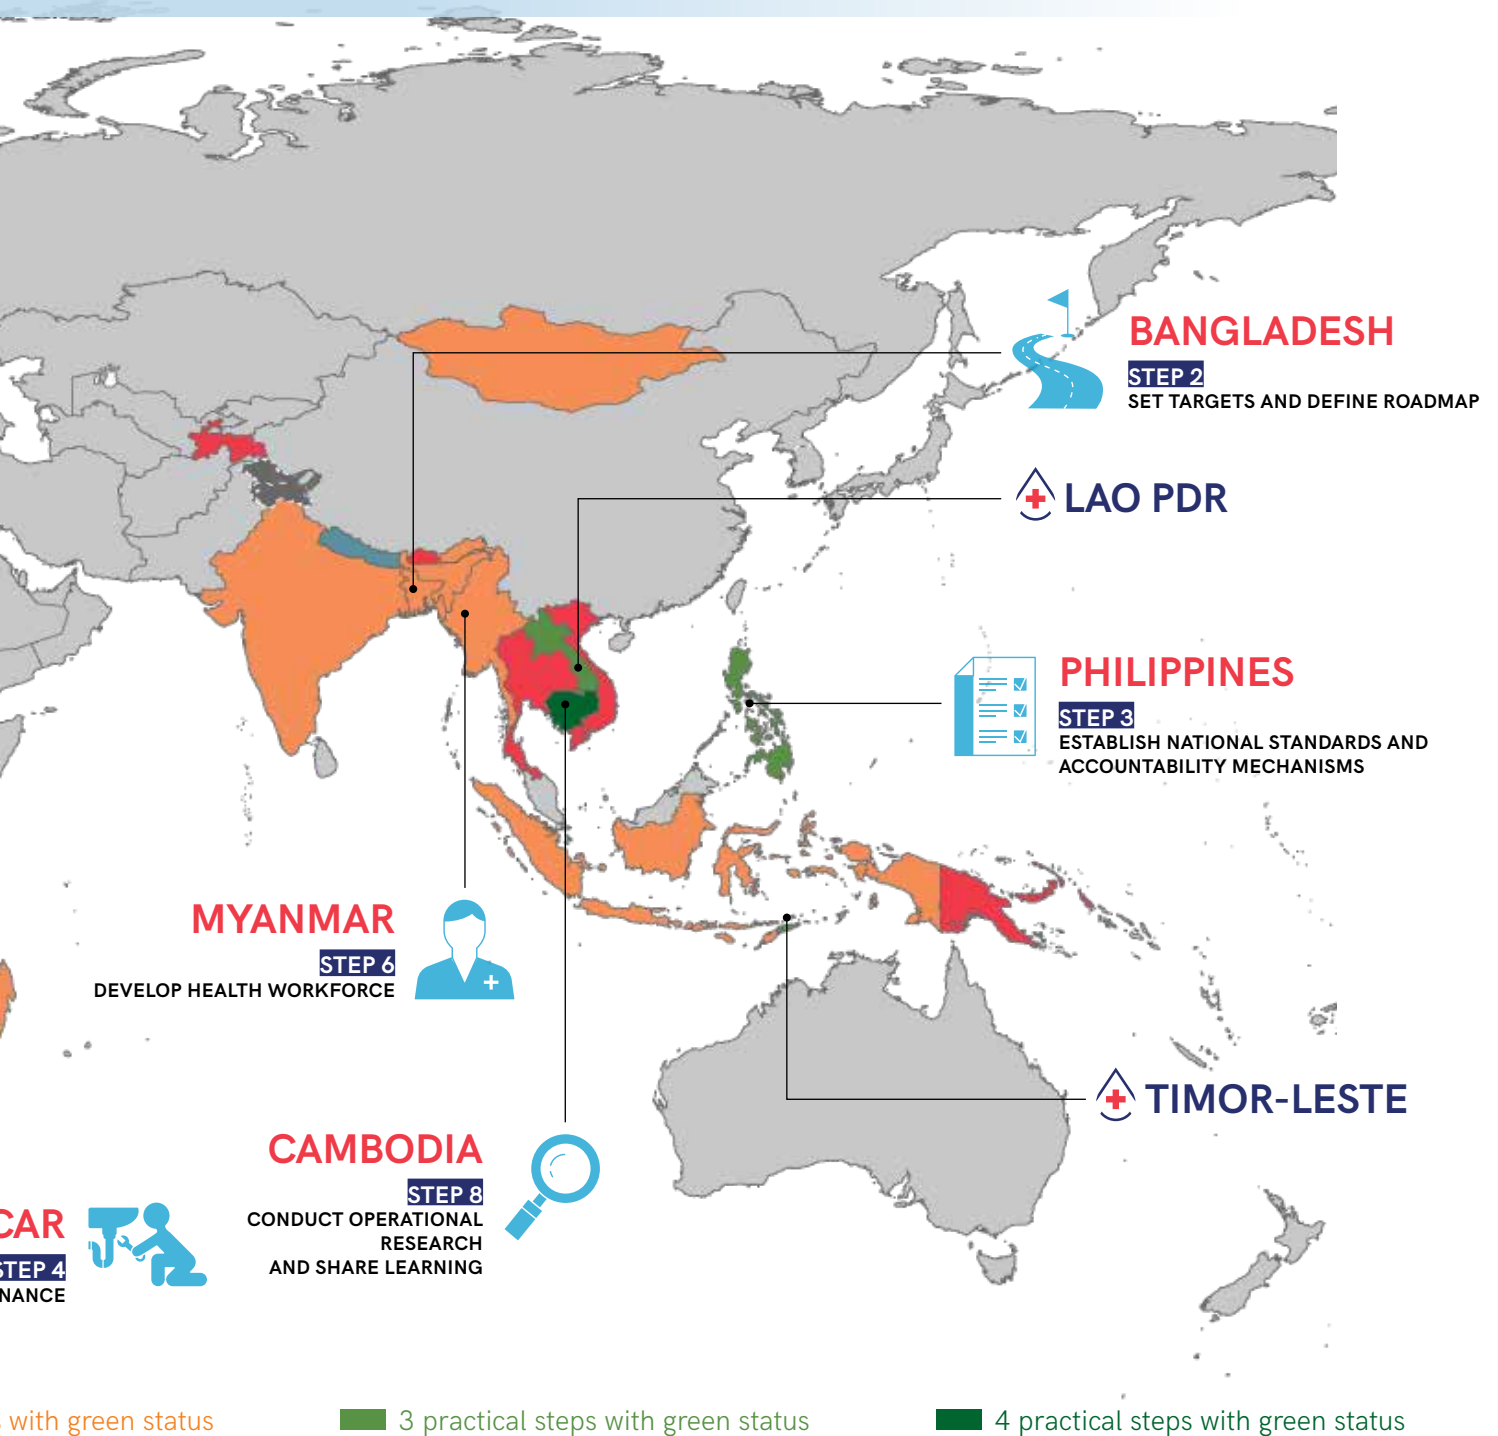 BANGLADESH
STEP 2
SET TARGETS AND DEFINE ROADMAP
LAO PDR
PHILIPPINES
STEP 3
ESTABLISH NATIONAL STANDARDS AND
ACCOUNTABILITY MECHANISMS
MYANMAR
STEP 6
DEVELOP HEALTH WORKFORCE
TIMOR-LESTE
CAMBODIA
STEP 8
CONDUCT OPERATIONAL
RESEARCH
AND SHARE LEARNING
CAR
STEP 4
NANCE
s with green status
3 practical steps with green status
4 practical steps with green status